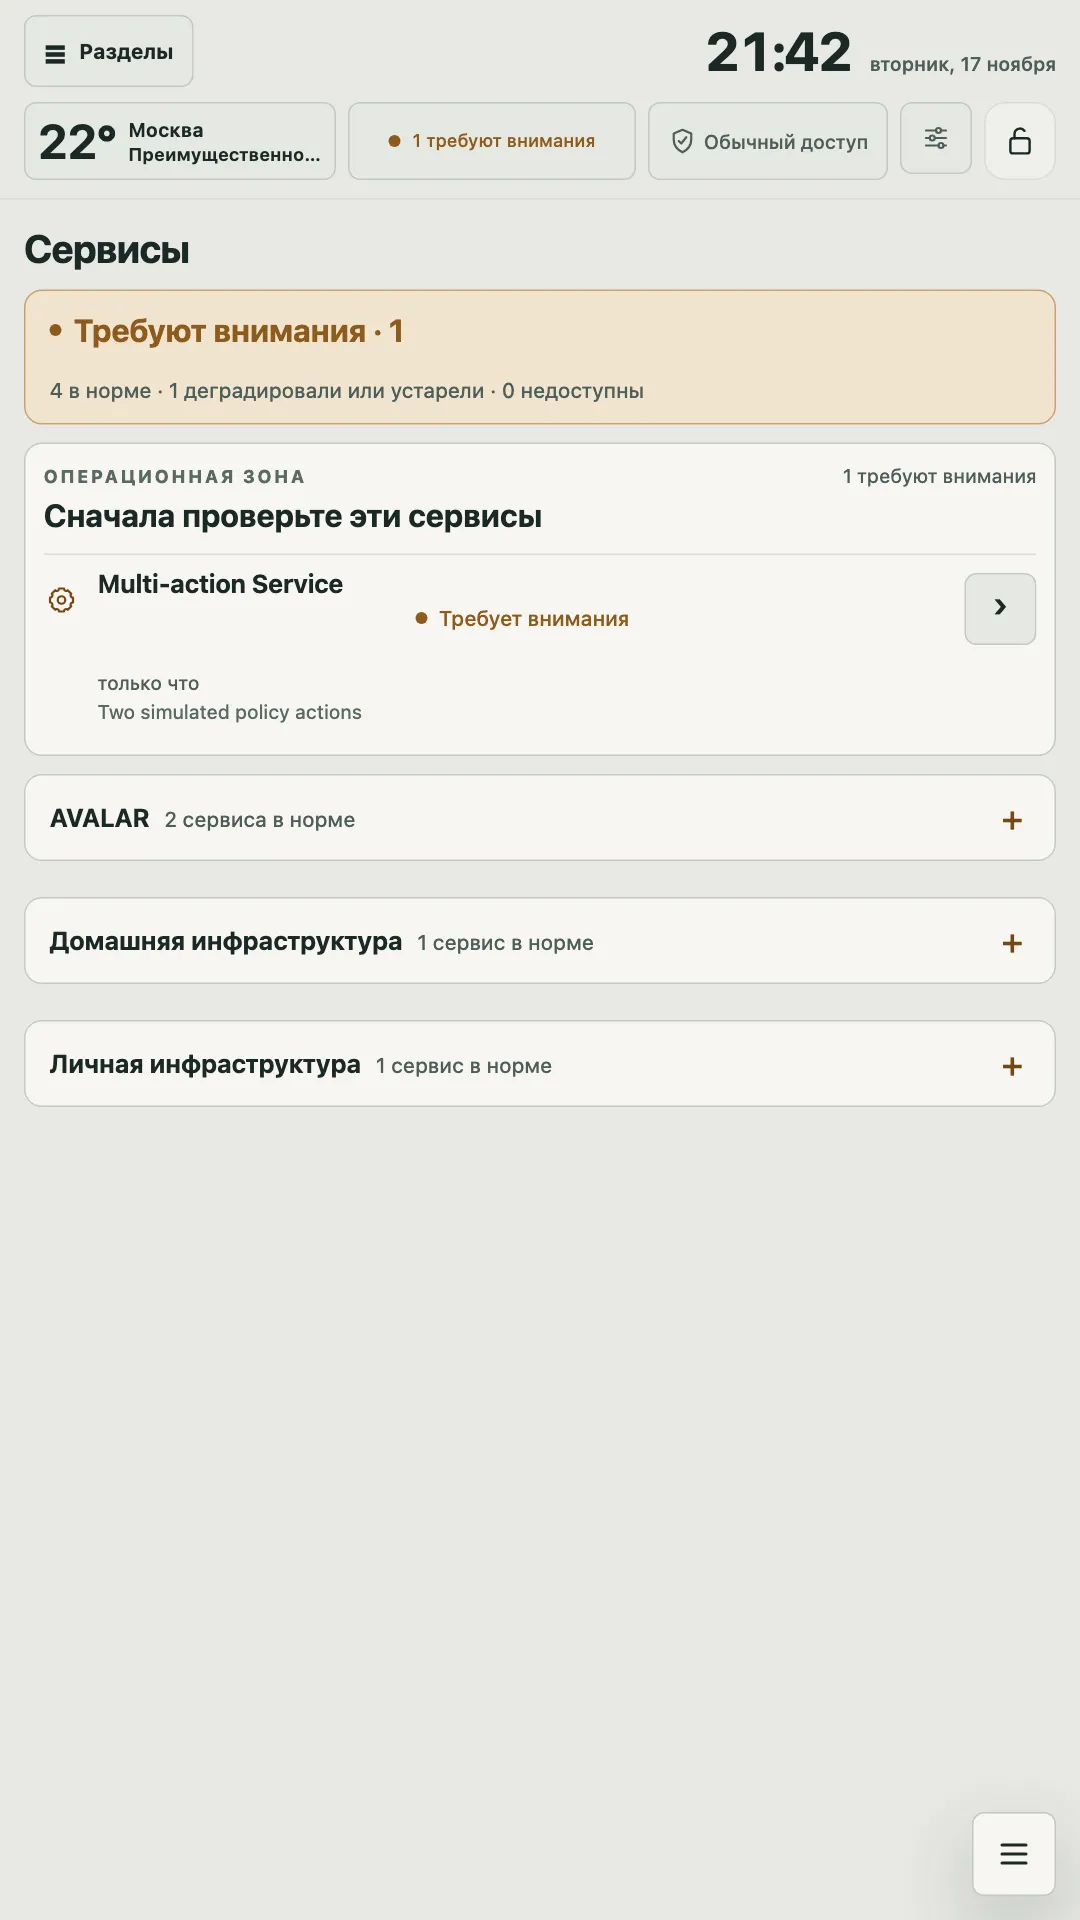 Разделы
21:42 вторник, 17 ноября
22° Москва
Преимущественно...
1 требуют внимания
Обычный доступ
Сервисы
Требуют внимания · 1
4 в норме · 1 деградировали или устарели · 0 недоступны
ОПЕРАЦИОННАЯ ЗОНА
1 требуют внимания
Сначала проверьте эти сервисы
Multi-action Service
Требует внимания
только что
Two simulated policy actions
AVALAR 2 сервиса в норме
Домашняя инфраструктура 1 сервис в норме
Личная инфраструктура 1 сервис в норме